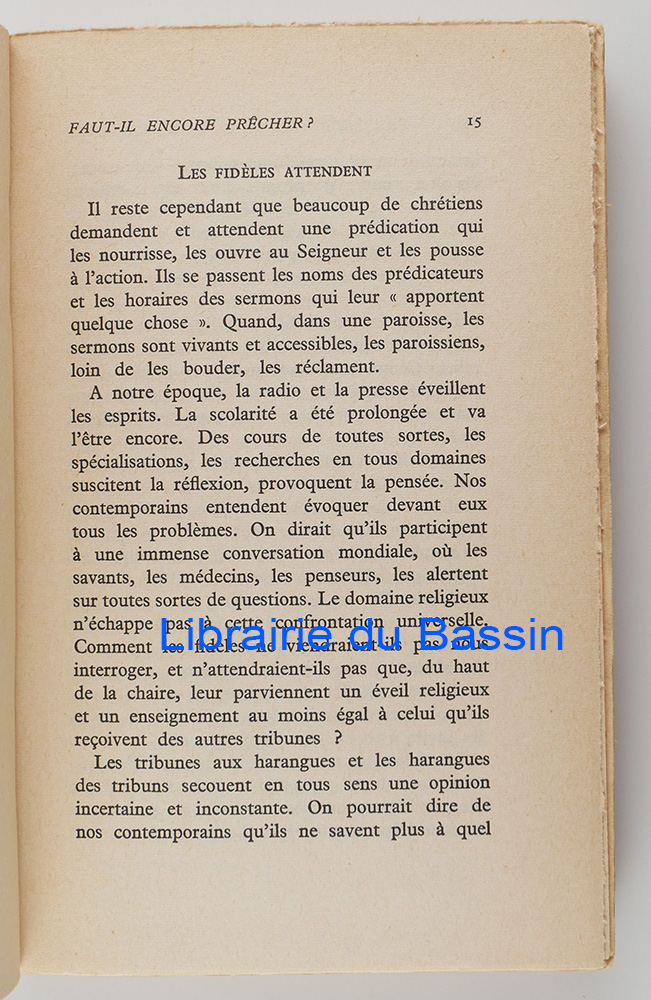 FAUT-IL ENCORE PRÊCHER ? 15
LES FIDÈLES ATTENDENT
Il reste cependant que beaucoup de chrétiens
demandent et attendent une prédication qui
les nourrisse, les ouvre au Seigneur et les pousse
à l'action. Ils se passent les noms des prédicateurs
et les horaires des sermons qui leur « apportent
quelque chose ». Quand, dans une paroisse, les
sermons sont vivants et accessibles, les paroissiens,
loin de les bouder, les réclament.
A notre époque, la radio et la presse éveillent
les esprits. La scolarité a été prolongée et va
l'être encore. Des cours de toutes sortes, les
spécialisations, les recherches en tous domaines
suscitent la réflexion, provoquent la pensée. Nos
contemporains entendent évoquer devant eux
tous les problèmes. On dirait qu'ils participent
à une immense conversation mondiale, où les
savants, les médecins, les penseurs, les alertent
sur toutes sortes de questions. Le domaine religieux
n'échappe pas à cette confrontation universelle.
Librairie du Bassin
Comment les fidèles ne viendraient-ils pas nous
interroger, et n'attendraient-ils pas que, du haut
de la chaire, leur parviennent un éveil religieux
et un enseignement au moins égal à celui qu'ils
reçoivent des autres tribunes ?
Les tribunes aux harangues et les harangues
des tribuns secouent en tous sens une opinion
incertaine et inconstante. On pourrait dire de
nos contemporains qu'ils ne savent plus à quel